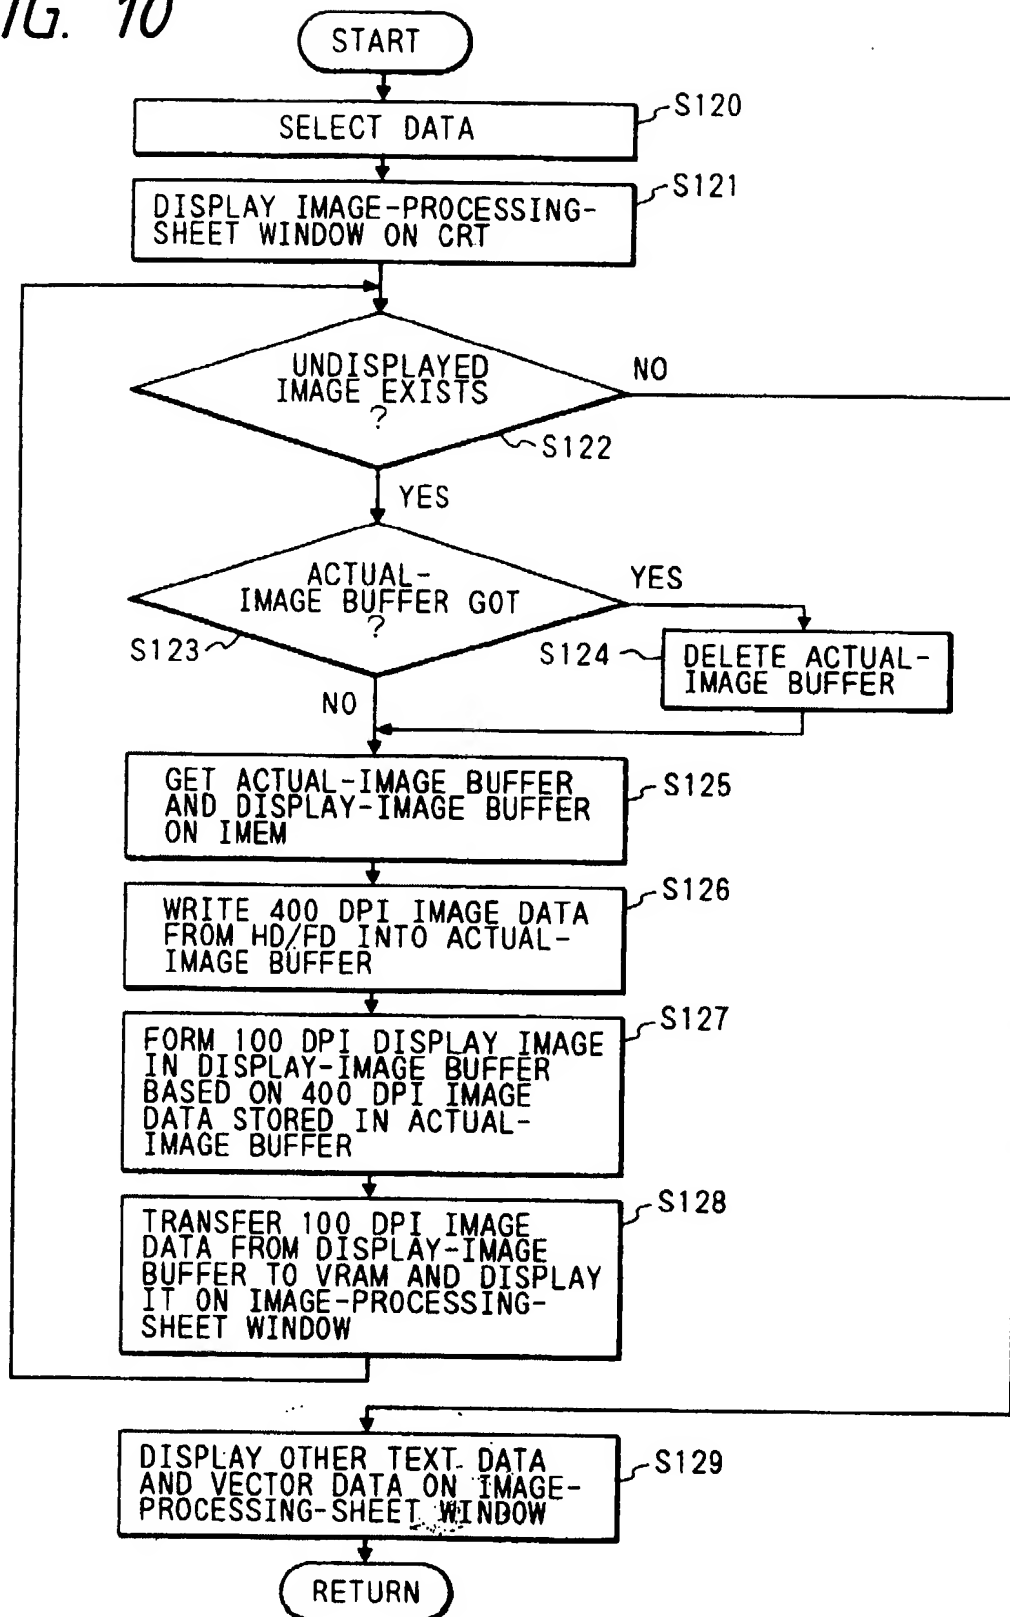 IG. 10
START
S120
SELECT DATA
S121
DISPLAY IMAGE-PROCESSING-
SHEET WINDOW ON CRT
UNDISPLAYED
IMAGE EXISTS
?
NO
S122
YES
ACTUAL-
IMAGE BUFFER GOT
?
YES
S123
S124
DELETE ACTUAL-
IMAGE BUFFER
NO
GET ACTUAL-IMAGE BUFFER
AND DISPLAY-IMAGE BUFFER
ON IMEM
S125
WRITE 400 DPI IMAGE DATA
FROM HD/FD INTO ACTUAL-
IMAGE BUFFER
S126
FORM 100 DPI DISPLAY IMAGE
IN DISPLAY-IMAGE BUFFER
BASED ON 400 DPI IMAGE
DATA STORED IN ACTUAL-
IMAGE BUFFER
S127
TRANSFER 100 DPI IMAGE
DATA FROM DISPLAY-IMAGE
BUFFER TO VRAM AND DISPLAY
IT ON IMAGE-PROCESSING-
SHEET WINDOW
S128
DISPLAY OTHER TEXT DATA
AND VECTOR DATA ON IMAGE-
PROCESSING-SHEET WINDOW
S129
RETURN